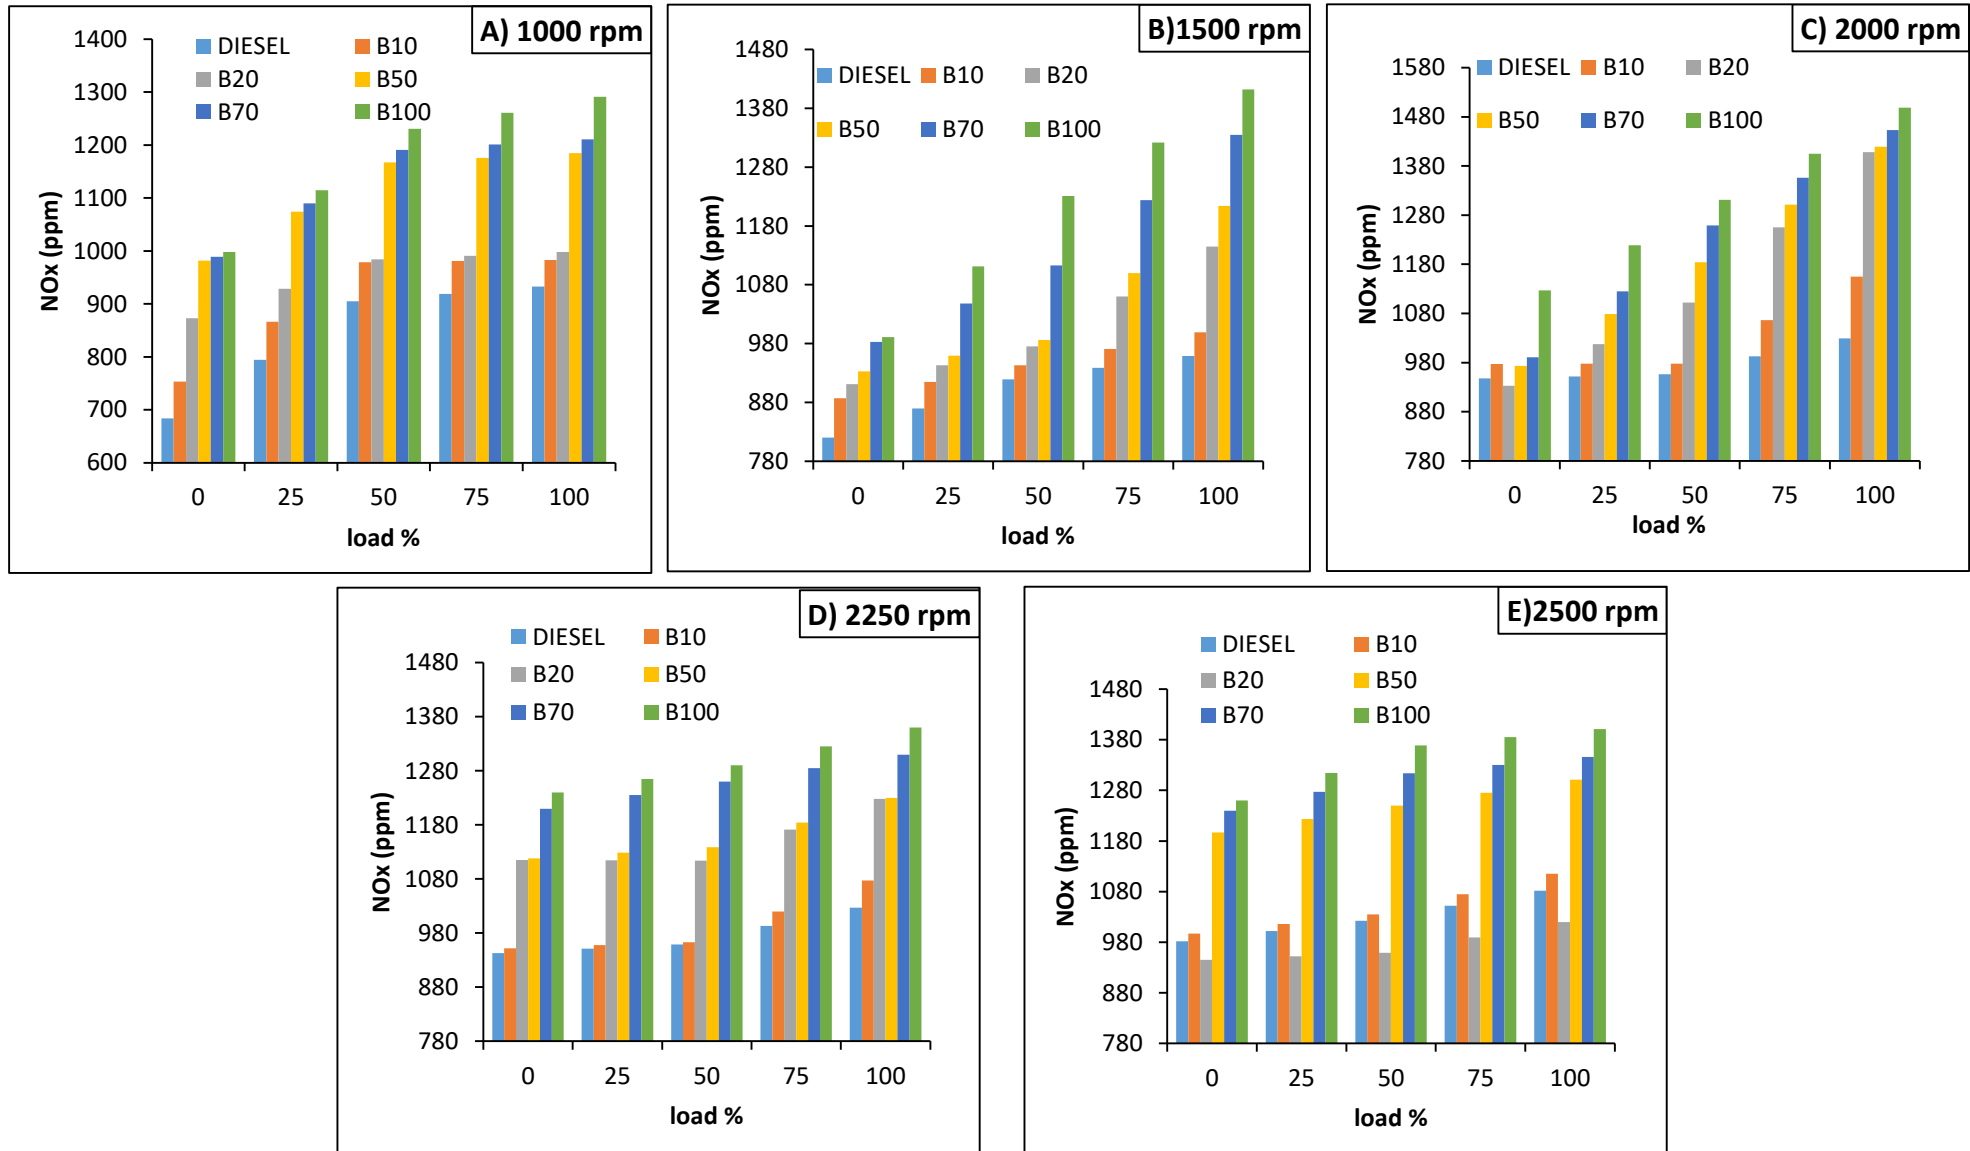 A) 1000 rpm
DIESEL B10
B20 B50
B70 B100
NOx (ppm)
1400
1300
1200
1100
1000
900
800
700
600
0 25 50 75 100
load %
B)1500 rpm
DIESEL B10 B20
B50 B70 B100
NOx (ppm)
1480
1380
1280
1180
1080
980
880
780
0 25 50 75 100
load %
C) 2000 rpm
DIESEL B10 B20
B50 B70 B100
NOx (ppm)
1580
1480
1380
1280
1180
1080
980
880
780
0 25 50 75 100
load %
D) 2250 rpm
DIESEL B10
B20 B50
B70 B100
NOx (ppm)
1480
1380
1280
1180
1080
980
880
780
0 25 50 75 100
load %
E)2500 rpm
DIESEL B10
B20 B50
B70 B100
NOx (ppm)
1480
1380
1280
1180
1080
980
880
780
0 25 50 75 100
load %